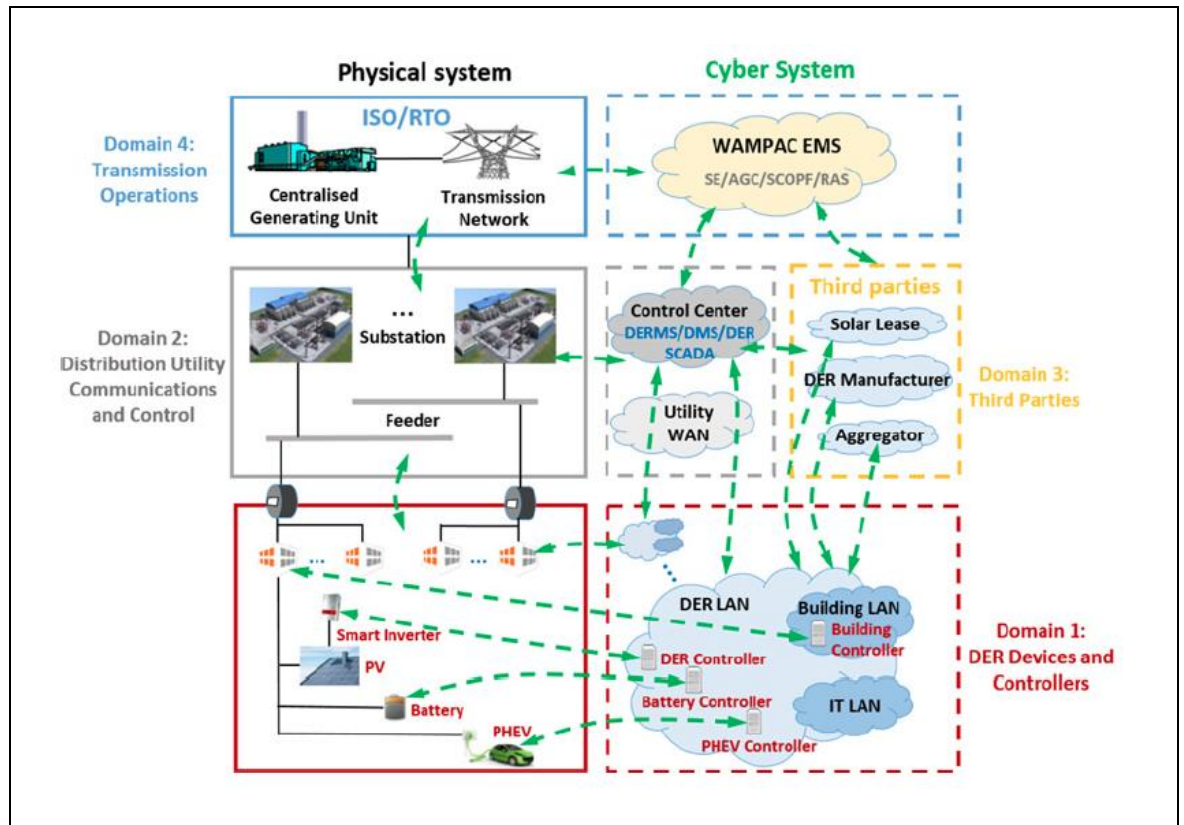 Physical system
Cyber System
Domain 4:
Transmission
Operations
ISO/RTO
Centralised
Generating Unit
Transmission
Network
WAMPAC EMS
SE/AGC/SCOPF/RAS
Domain 2:
Distribution Utility
Communications
and Control
...
Substation
Feeder
Control Center
DERMS/DMS/DER
SCADA
Utility
WAN
Third parties
Solar Lease
DER Manufacturer
Aggregator
Domain 3:
Third Parties
...
...
...
Smart Inverter
PV
Battery
PHEV
DER LAN
Building LAN
Building
Controller
DER Controller
Battery Controller
PHEV Controller
IT LAN
Domain 1:
DER Devices and
Controllers